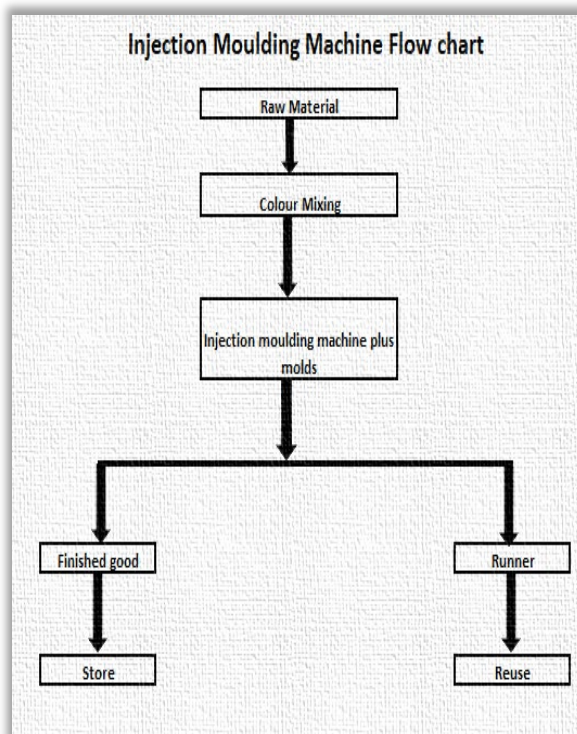 Injection Moulding Machine Flow chart
Raw Material
Colour Mixing
Injection moulding machine plus
molds
Finished good
Runner
Store
Reuse